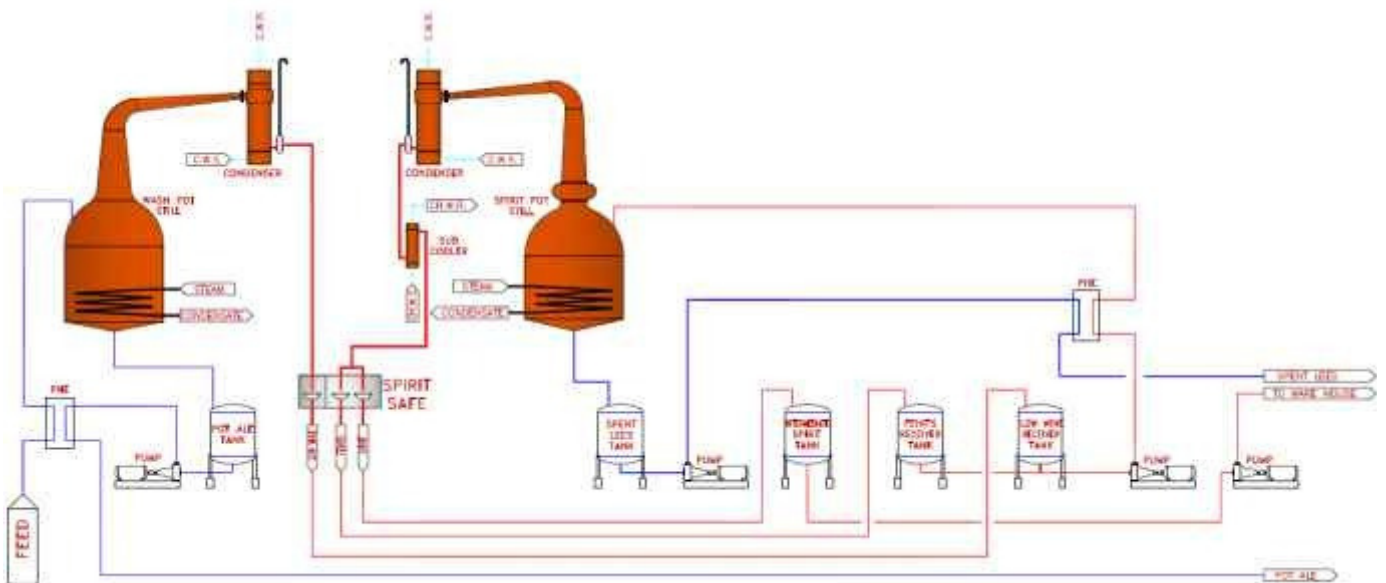 C.W.R.
C.W.R.
C.W.S.
CONDENSER
CONDENSER
C.W.S.
WASH POT
STILL
SPIRIT POT
STILL
CH.W.R.
SUB
COOLER
STEAM
CONDENSATE
STEAM
CONDENSATE
PHE
PHE
SPIRIT
SAFE
SPENT LEES
TO WARE HOUSE
POT ALE
TANK
SPENT
LEES
TANK
SPIRIT
TANK
FEINTS
RECEIVER
TANK
LOW WINE
RECEIVER
TANK
PUMP
PUMP
PUMP
PUMP
FEED
POT ALE